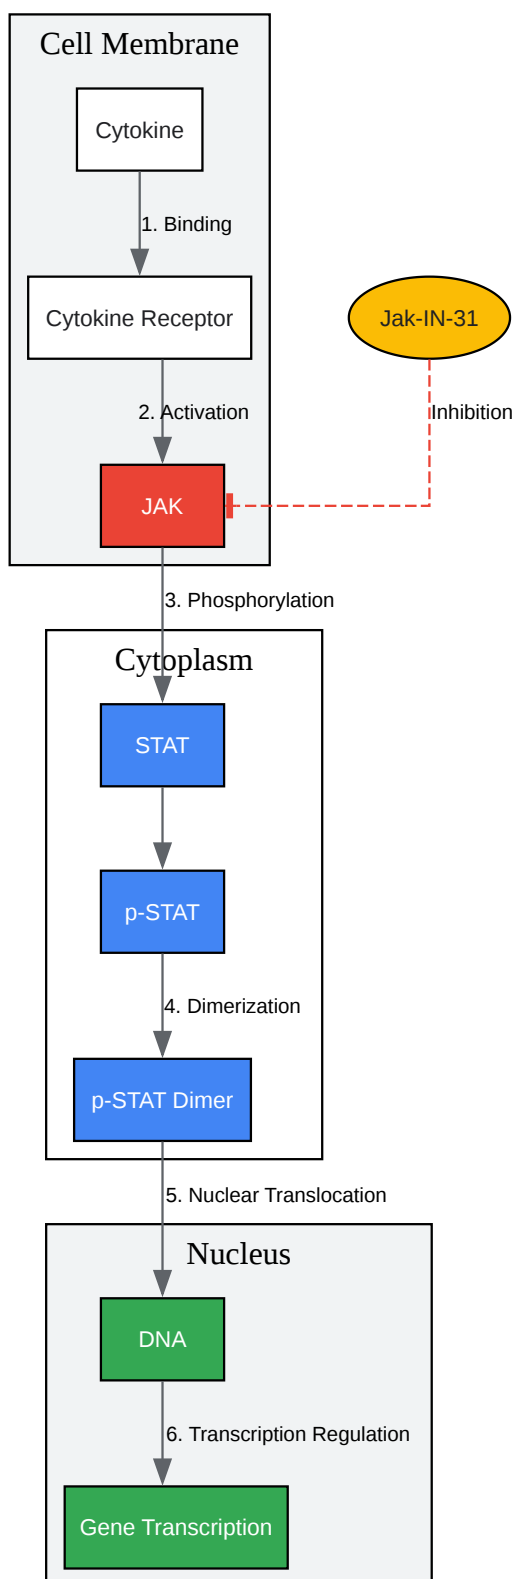 Cell Membrane
Cytokine
1. Binding
Cytokine Receptor
Jak-IN-31
2. Activation
Inhibition
JAK
3. Phosphorylation
Cytoplasm
STAT
p-STAT
4. Dimerization
p-STAT Dimer
5. Nuclear Translocation
Nucleus
DNA
6. Transcription Regulation
Gene Transcription